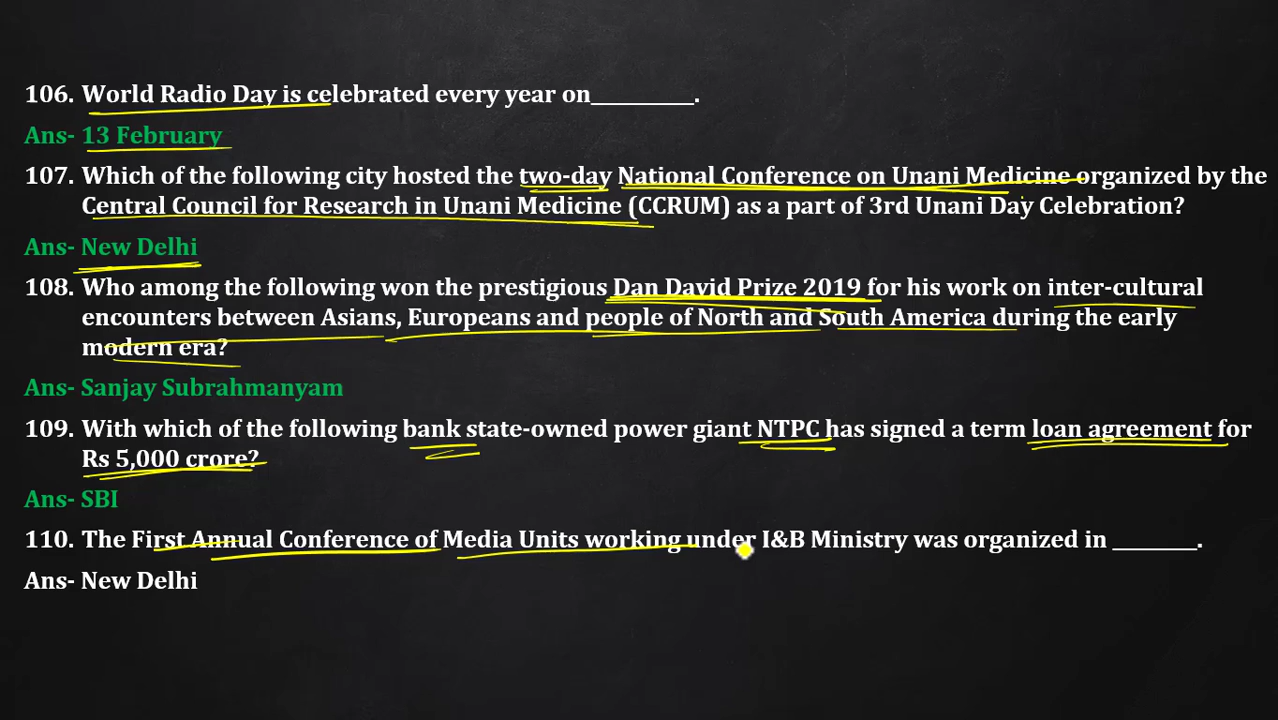 106. World Radio Day is celebrated every year on__________.
Ans- 13 February
107. Which of the following city hosted the two-day National Conference on Unani Medicine organized by the
Central Council for Research in Unani Medicine (CCRUM) as a part of 3rd Unani Day Celebration?
Ans- New Delhi
108. Who among the following won the prestigious Dan David Prize 2019 for his work on inter-cultural
encounters between Asians, Europeans and people of North and South America during the early
modern era?
Ans- Sanjay Subrahmanyam
109. With which of the following bank state-owned power giant NTPC has signed a term loan agreement for
Rs 5,000 crore?
Ans- SBI
110. The First Annual Conference of Media Units working under I&B Ministry was organized in ________.
Ans- New Delhi